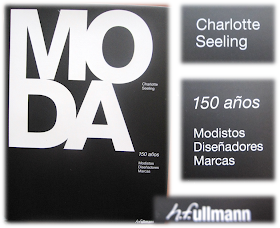 MO
DA
Charlotte
Seeling
150 años
Modistos
Diseñadores
Marcas
Charlotte
Seeling
150 años
Modistos
Diseñadores
Marcas
h.f.ullmann